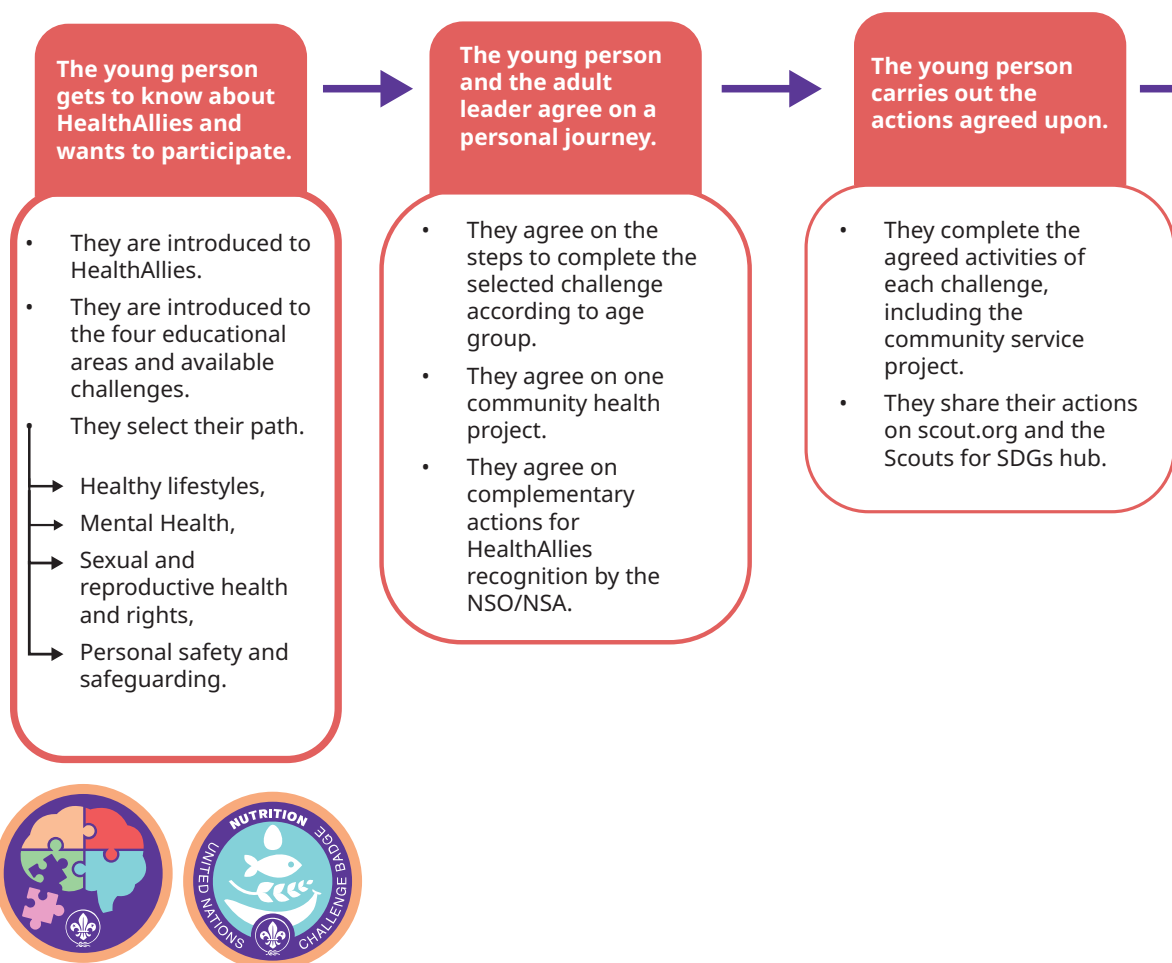 The young person
gets to know about
HealthAllies and
wants to participate.
• They are introduced to
HealthAllies.
• They are introduced to
the four educational
areas and available
challenges.
• They select their path.
Healthy lifestyles,
Mental Health,
Sexual and
reproductive health
and rights,
Personal safety and
safeguarding.
The young person
and the adult
leader agree on a
personal journey.
• They agree on the
steps to complete the
selected challenge
according to age
group.
• They agree on one
community health
project.
• They agree on
complementary
actions for
HealthAllies
recognition by the
NSO/NSA.
The young person
carries out the
actions agreed upon.
• They complete the
agreed activities of
each challenge,
including the
community service
project.
• They share their actions
on scout.org and the
Scouts for SDGs hub.
NUTRITION
UNITED NATIONS
CHALLENGE BADGE